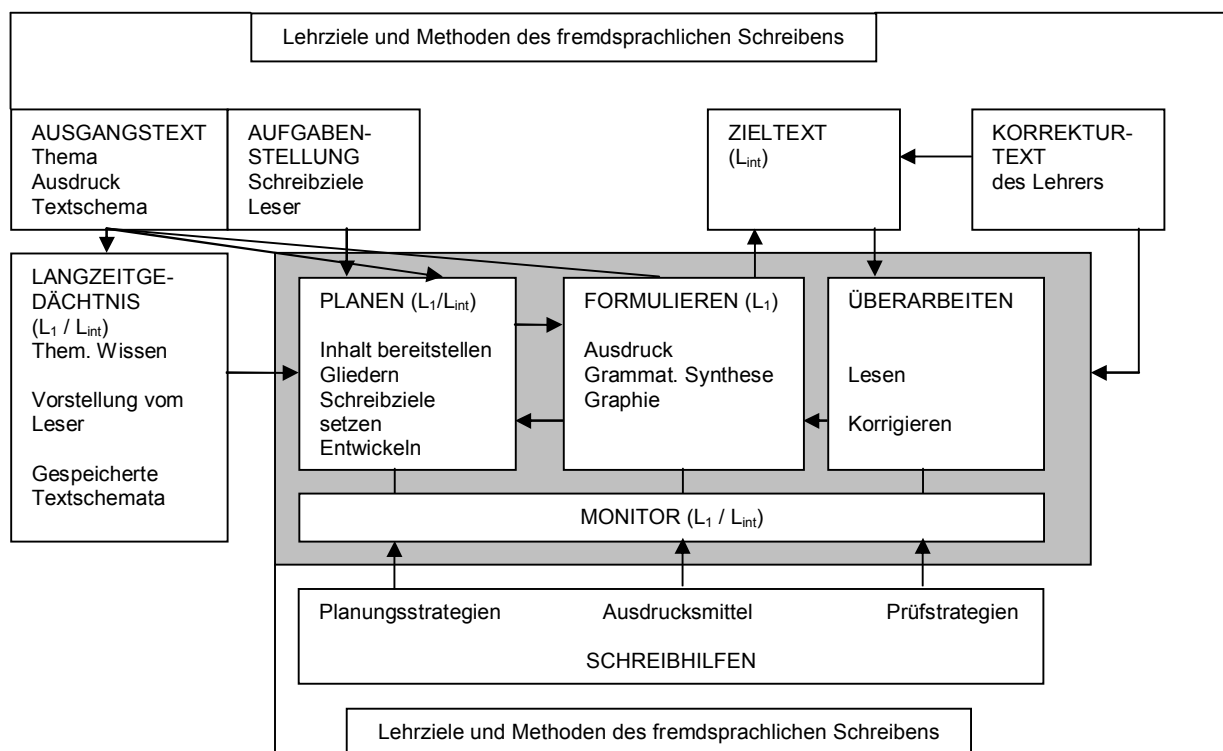 Lehrziele und Methoden des fremdsprachlichen Schreibens
AUSGANGSTEXT
Thema
Ausdruck
Textschema
AUFGABEN-
STELLUNG
Schreibziele
Leser
ZIELTEXT
(Lint)
KORREKTUR-
TEXT
des Lehrers
LANGZEITGE-
DÄCHTNIS
(L1 / Lint)
Them. Wissen
Vorstellung vom
Leser
Gespeicherte
Textschemata
PLANEN (L1/Lint)
Inhalt bereitstellen
Gliedern
Schreibziele
setzen
Entwickeln
FORMULIEREN (L1)
Ausdruck
Grammat. Synthese
Graphie
ÜBERARBEITEN
Lesen
Korrigieren
MONITOR (L1 / Lint)
Planungsstrategien
Ausdrucksmittel
Prüfstrategien
SCHREIBHILFEN
Lehrziele und Methoden des fremdsprachlichen Schreibens